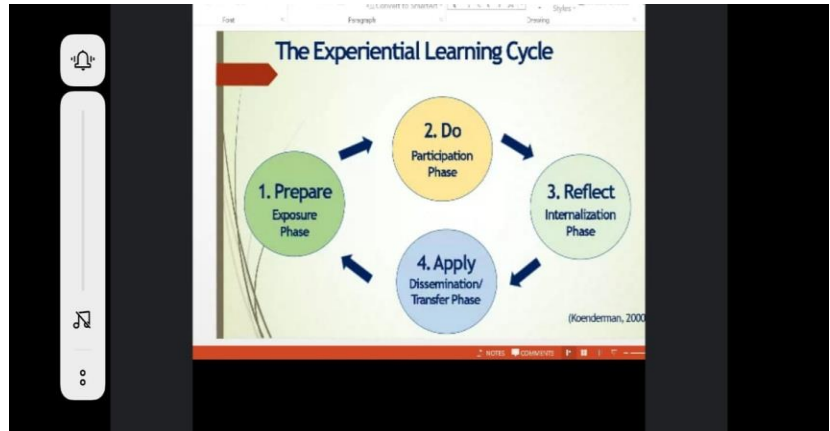 Font
Paragraph
Drawing
Styles
The Experiential Learning Cycle
1. Prepare
Exposure
Phase
2. Do
Participation
Phase
3. Reflect
Internalization
Phase
4. Apply
Dissemination/
Transfer Phase
(Koenderman, 2000
NOTES
COMMENTS